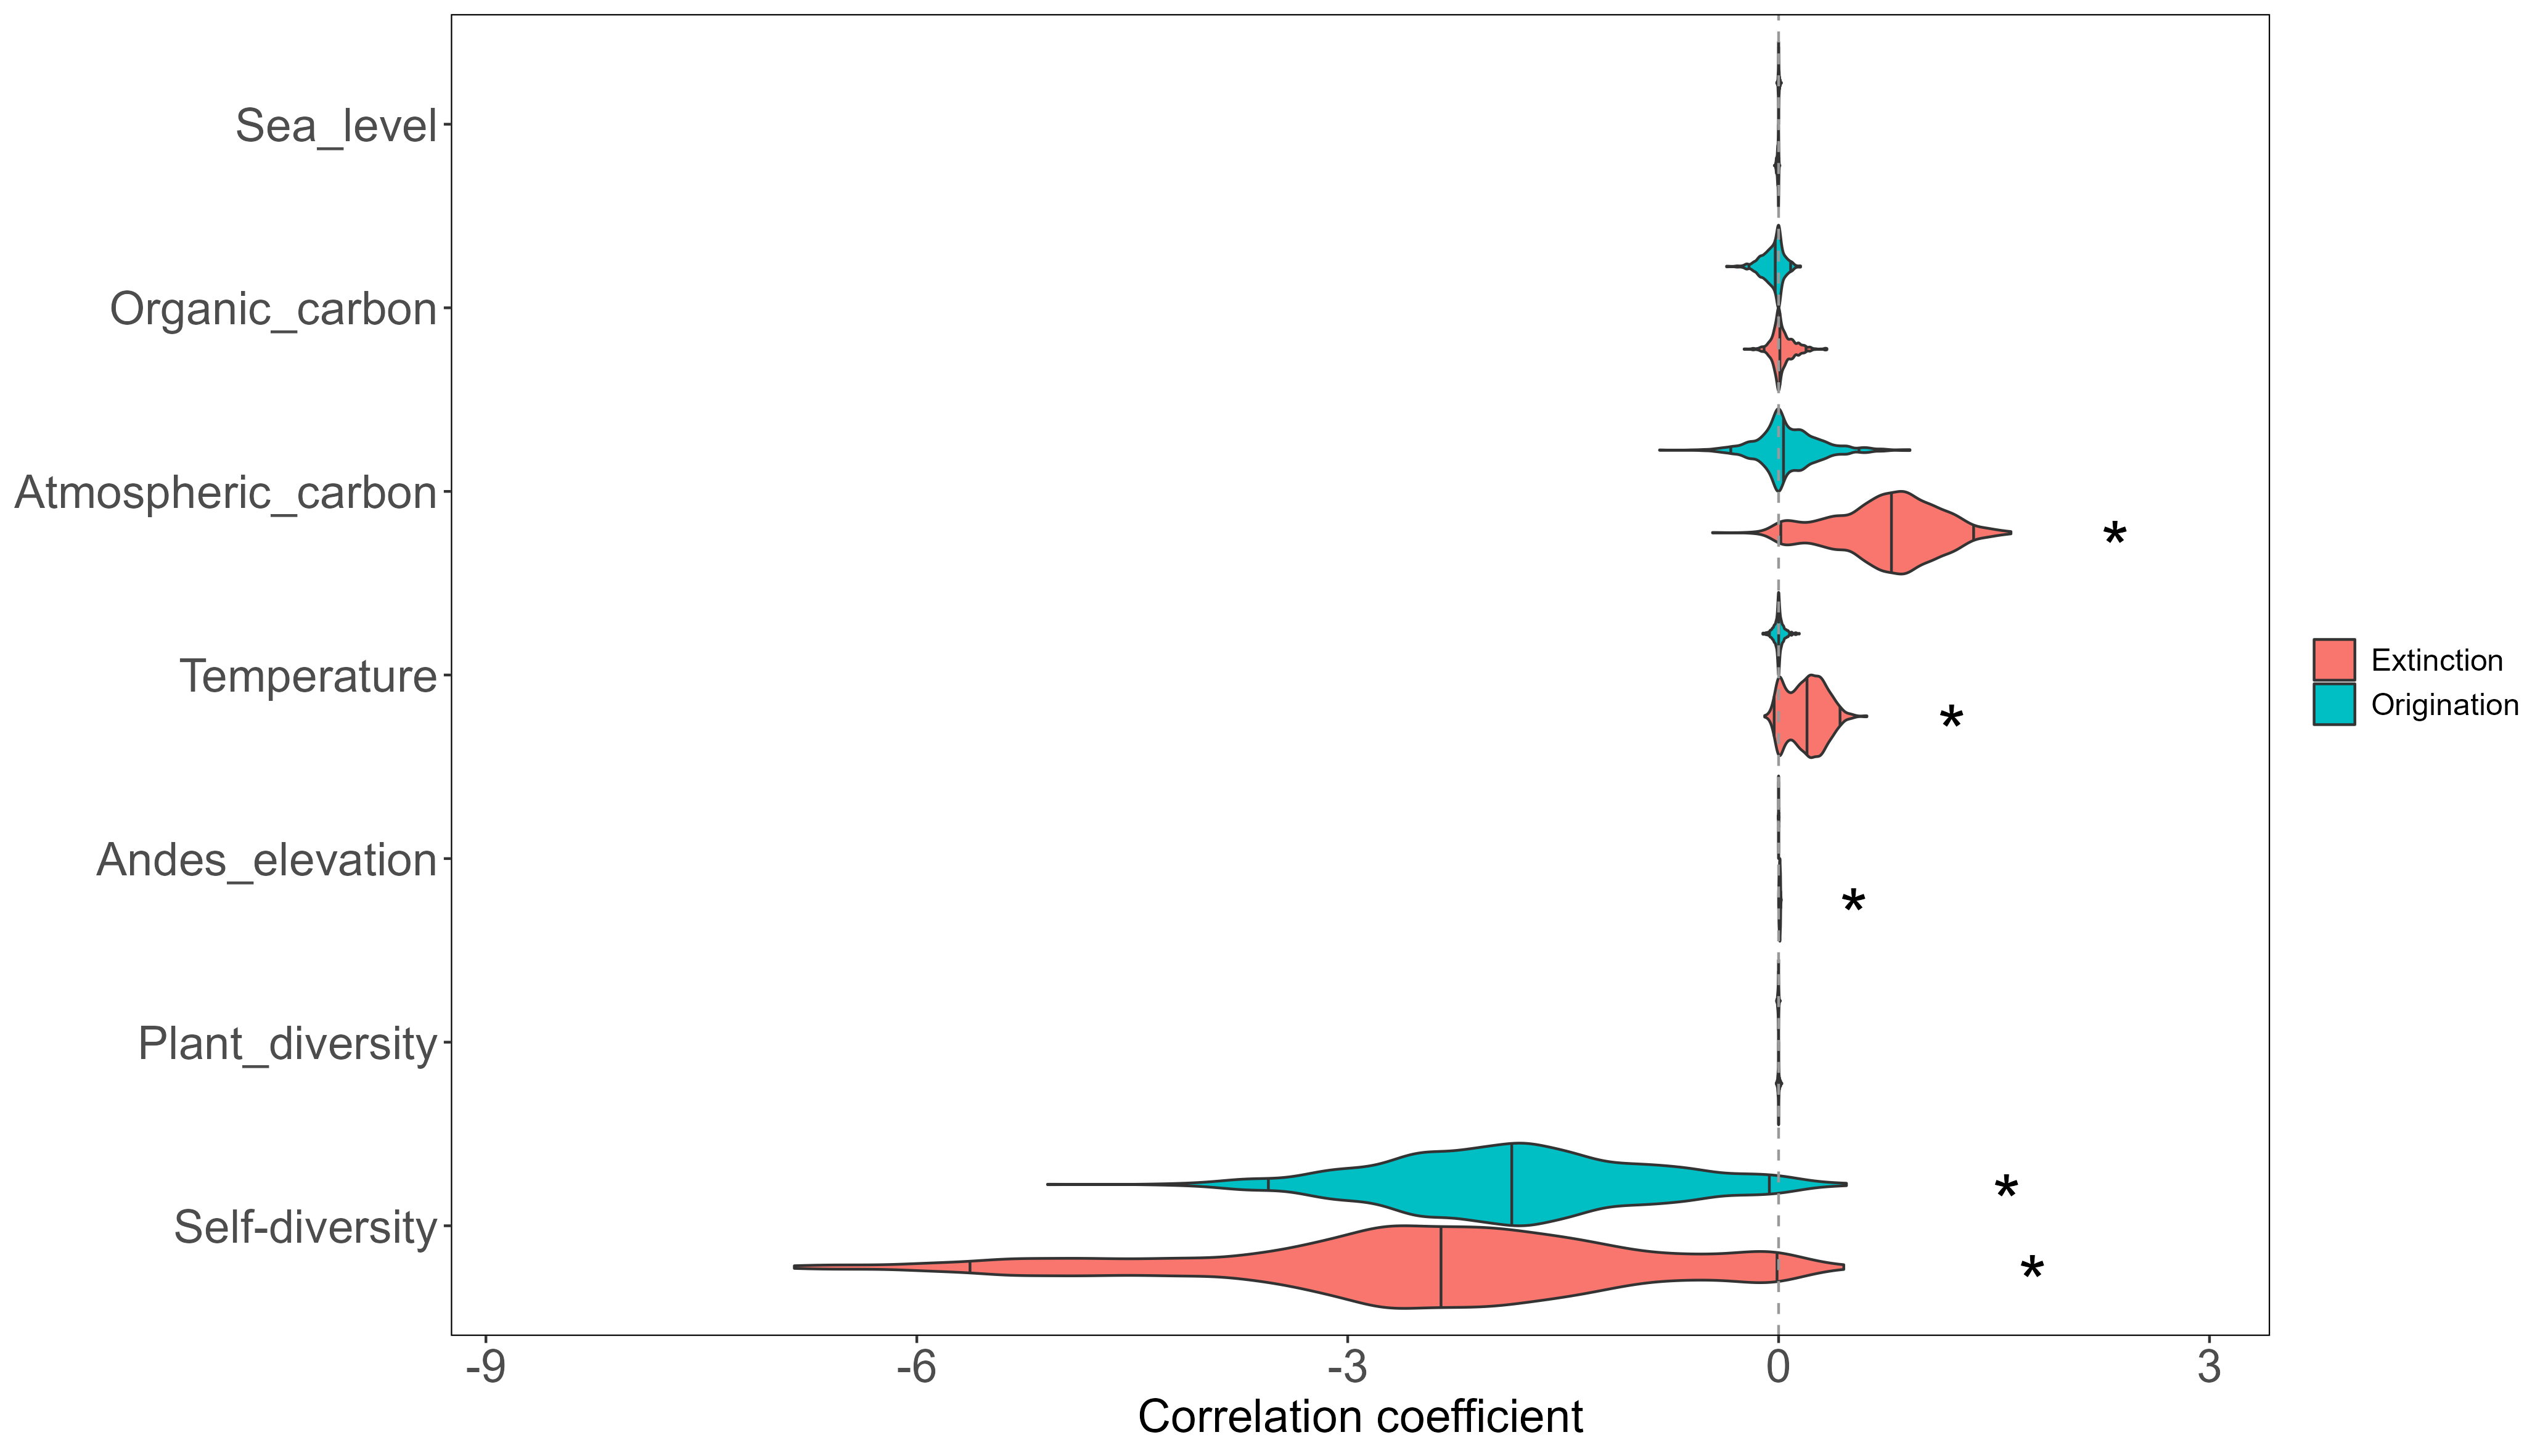 Sea_level
Organic_carbon
Atmospheric_carbon
*
Temperature
*
Andes_elevation
*
Plant_diversity
*
Self-diversity
*
-9 -6 -3 0 3
Correlation coefficient
Extinction
Origination